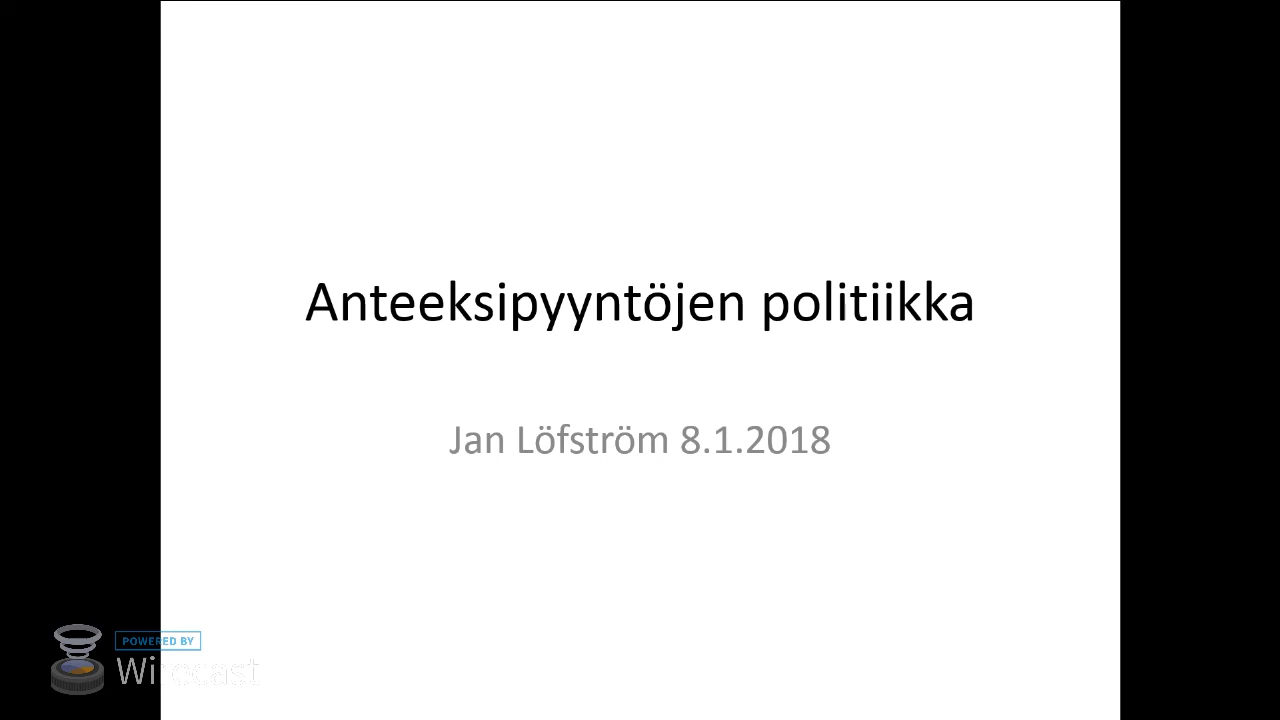 Anteeksipyyntöjen politiikka
Jan Löfström 8.1.2018
POWERED BY
Wirecast